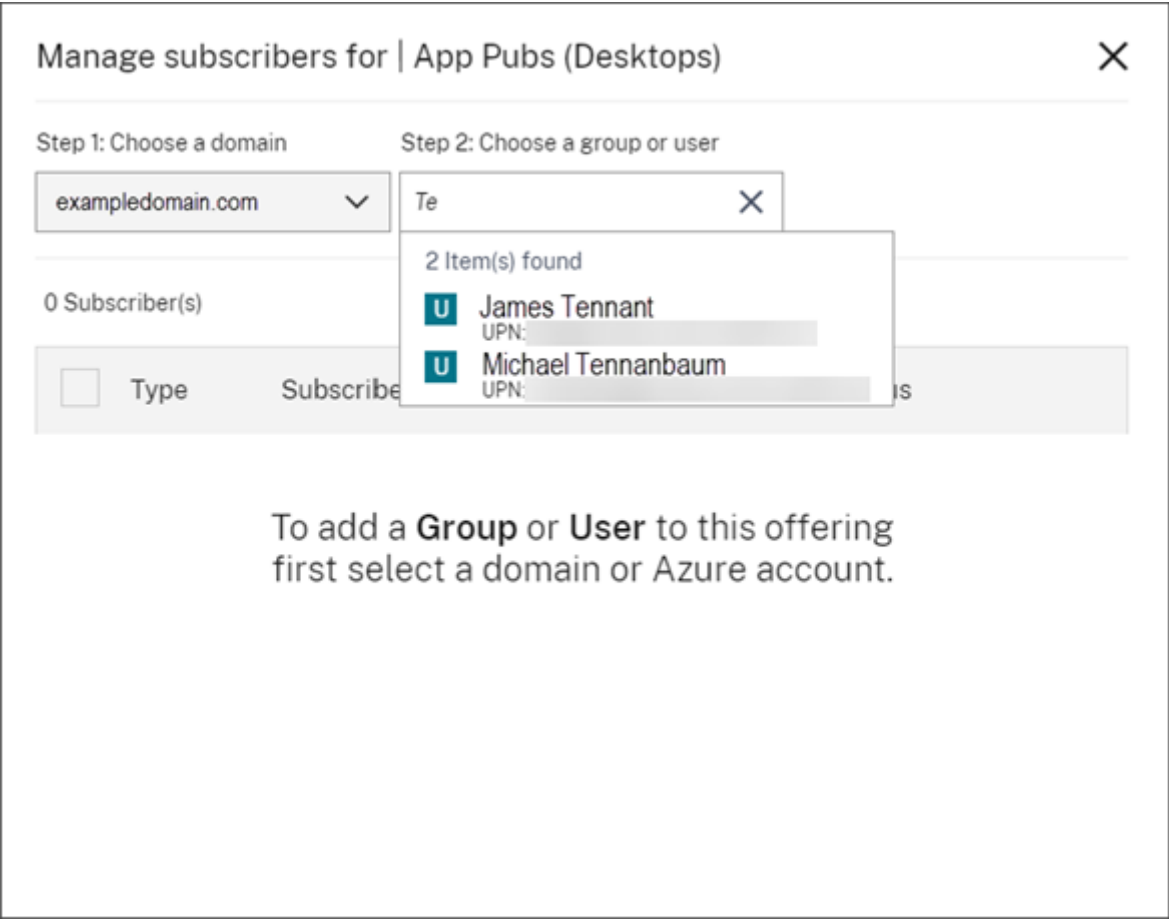 Manage subscribers for | App Pubs (Desktops)
Step 1: Choose a domain
Step 2: Choose a group or user
exampledomain.com
Te
2 Item(s) found
U James Tennant
UPN:
U Michael Tennanbaum
UPN:
0 Subscriber(s)
Type
To add a Group or User to this offering
first select a domain or Azure account.